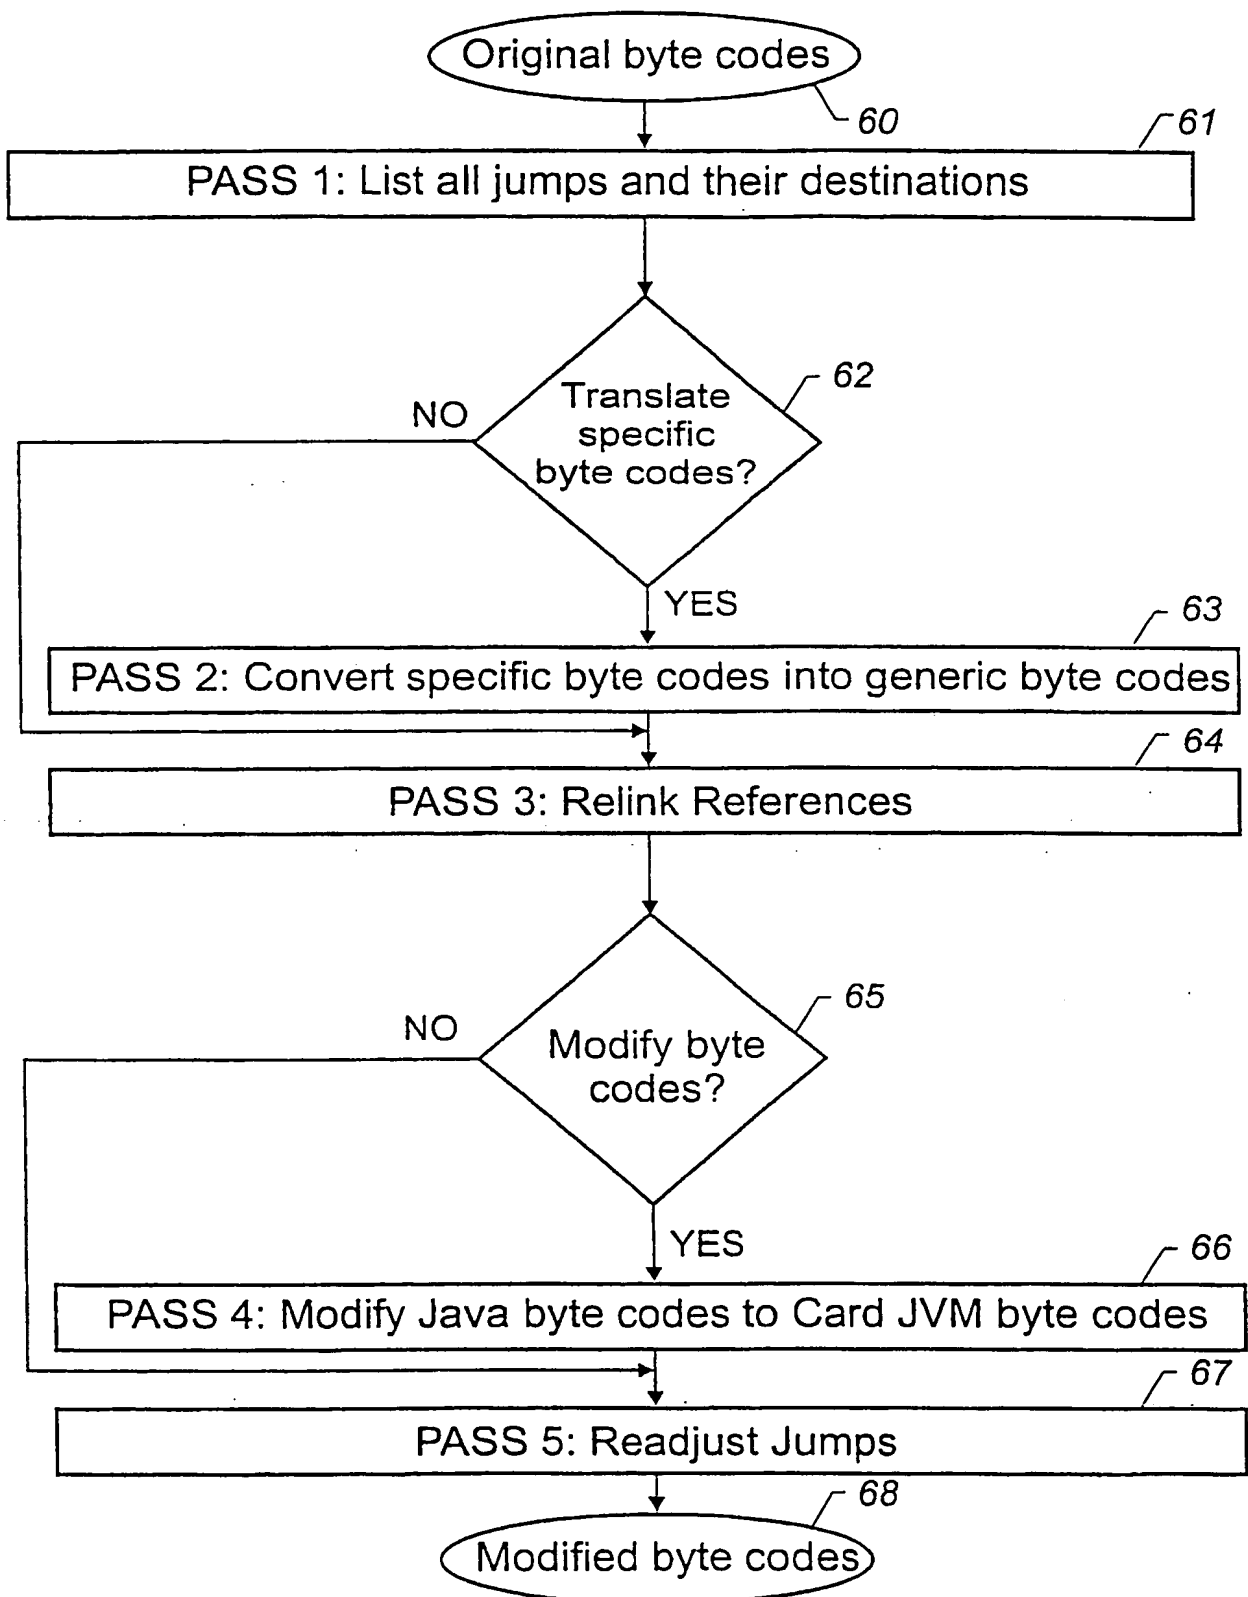 Original byte codes
60
61
PASS 1: List all jumps and their destinations
62
Translate
specific
byte codes?
NO
YES
63
PASS 2: Convert specific byte codes into generic byte codes
64
PASS 3: Relink References
65
NO
Modify byte
codes?
YES
66
PASS 4: Modify Java byte codes to Card JVM byte codes
67
PASS 5: Readjust Jumps
68
Modified byte codes